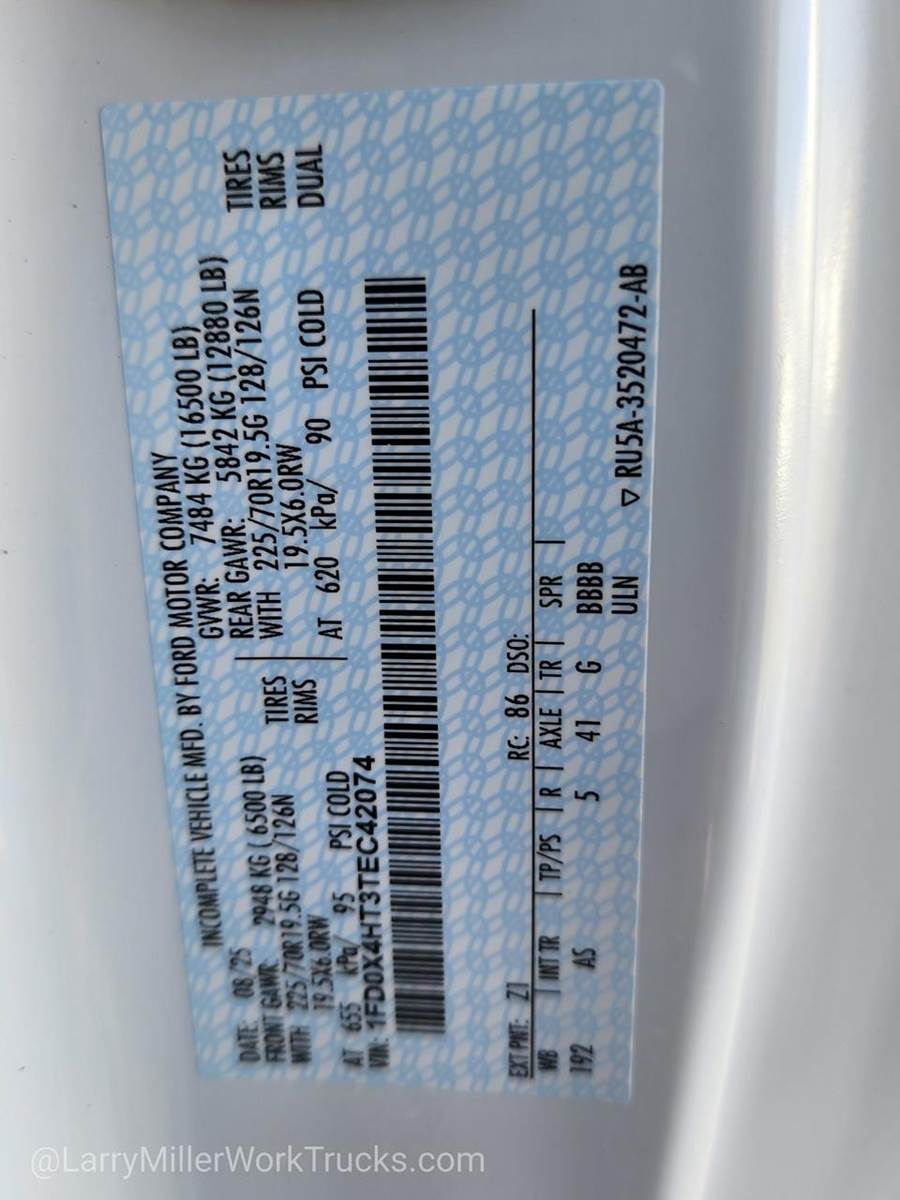 INCOMPLETE VEHICLE MFD. BY FORD MOTOR COMPANY
DATE: 08/25 GVWR: 7484 KG (16500 LB)
FRONT GAWR: 2948 KG ( 6500 LB) REAR GAWR: 5842 KG (12880 LB)
WITH 225/70R19.5G 128/126N TIRES WITH 225/70R19.5G 128/126N TIRES
19.5X6.0RW RIMS 19.5X6.0RW RIMS
AT 655 kPa/ 95 PSI COLD AT 620 kPa/ 90 PSI COLD DUAL
VIN: 1FD0X4HT3TEC42074
EXT PNT: Z1 RC: 86 DSO:
WB | INT TR | TP/PS | R | AXLE | TR | SPR |
192 AS 5 41 G BBBB
ULN
▽ RU5A-3520472-AB
@LarryMillerWorkTrucks.com